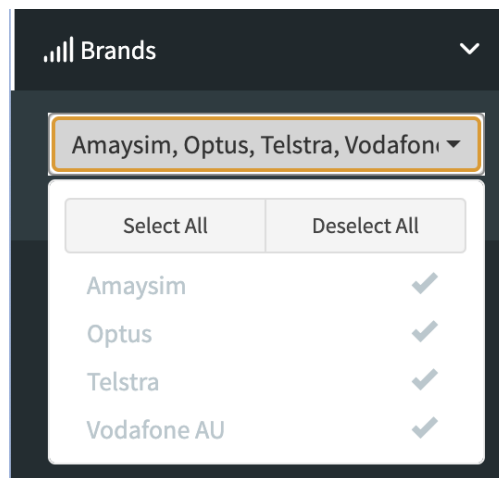 Brands
Amaysim, Optus, Telstra, Vodafon
Select All
Deselect All
Amaysim
Optus
Telstra
Vodafone AU